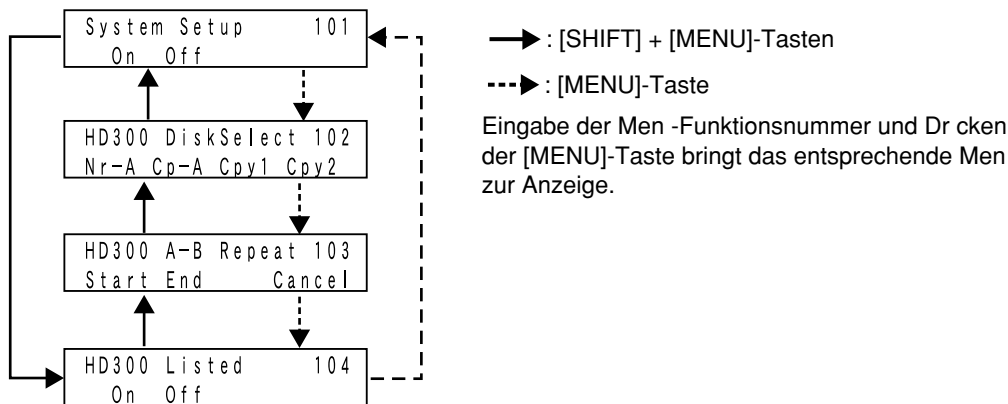 System Setup 101
On Off
HD300 DiskSelect 102
Nr-A Cp-A Cpy1 Cpy2
HD300 A-B Repeat 103
Start End Cancel
HD300 Listed 104
On Off
: [SHIFT] + [MENU]-Tasten
: [MENU]-Taste
Eingabe der Men -Funktionsnummer und Dr cken
der [MENU]-Taste bringt das entsprechende Men
zur Anzeige.